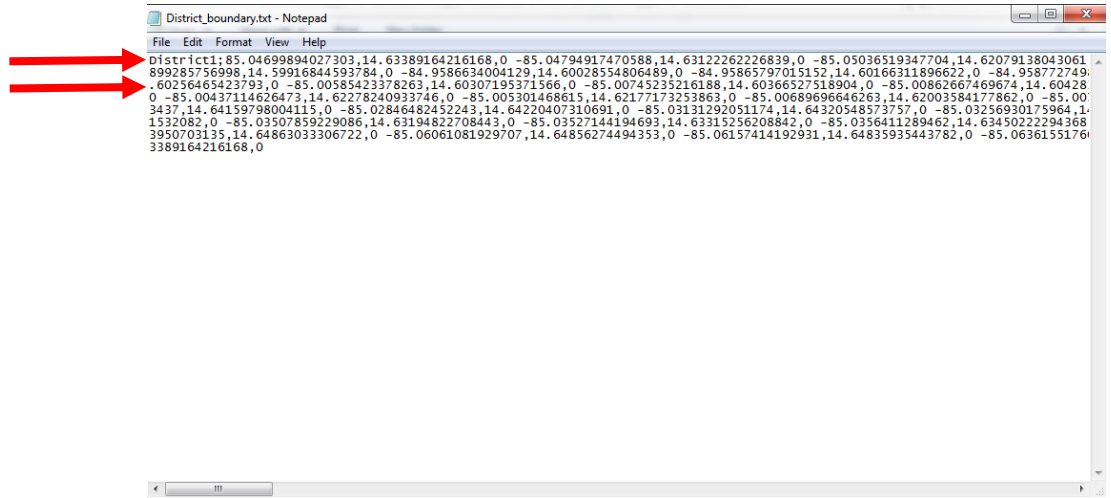 District_boundary.txt - Notepad
File Edit Format View Help
District1;85.04699894027303,14.63389164216168,0 -85.04794917470588,14.63122262226839,0 -85.05036519347704,14.62079138043061
899285756998,14.59916844593784,0 -84.9586634004129,14.60028554806489,0 -84.95865797015152,14.60166311896622,0 -84.958772749
.60256465423793,0 -85.00585423378263,14.60307195371566,0 -85.00745235216188,14.60366527518904,0 -85.00862667469674,14.60428
0 -85.00437114626473,14.62278240933746,0 -85.005301468615,14.62177173253863,0 -85.00689696646263,14.62003584177862,0 -85.00
3437,14.64159798004115,0 -85.02846482452243,14.64220407310691,0 -85.03131292051174,14.64320548573757,0 -85.03256930175964,1
1532082,0 -85.03507859229086,14.63194822708443,0 -85.03527144194693,14.63315256208842,0 -85.0356411289462,14.63450222294368
3950703135,14.64863033306722,0 -85.06061081929707,14.64856274494353,0 -85.06157414192931,14.64835935443782,0 -85.0636155176
3389164216168,0